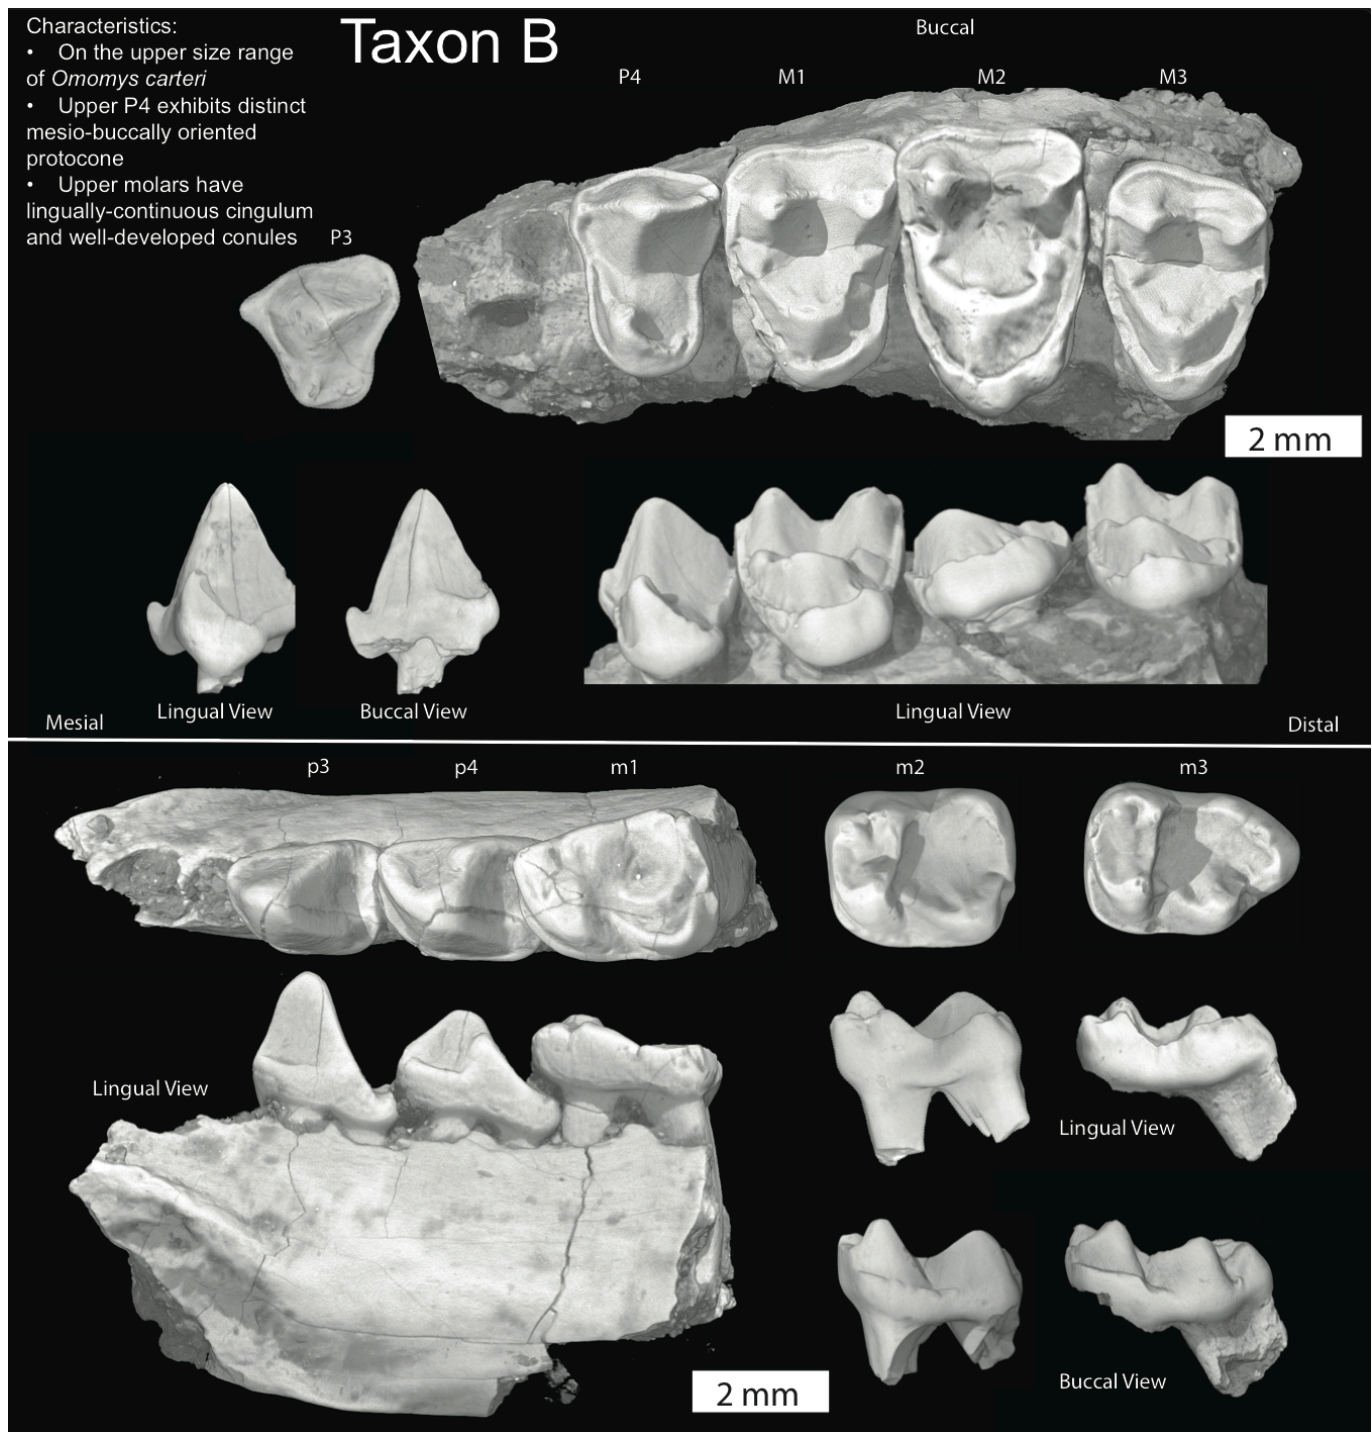 Characteristics:
• On the upper size range
of Omomys carteri
• Upper P4 exhibits distinct
mesio-buccally oriented
protocone
• Upper molars have
lingually-continuous cingulum
and well-developed conules
Taxon B
Buccal
P4 M1 M2 M3
P3
2 mm
Lingual View Buccal View Lingual View
Mesial Distal
p3 p4 m1 m2 m3
Lingual View
Lingual View
2 mm
Buccal View